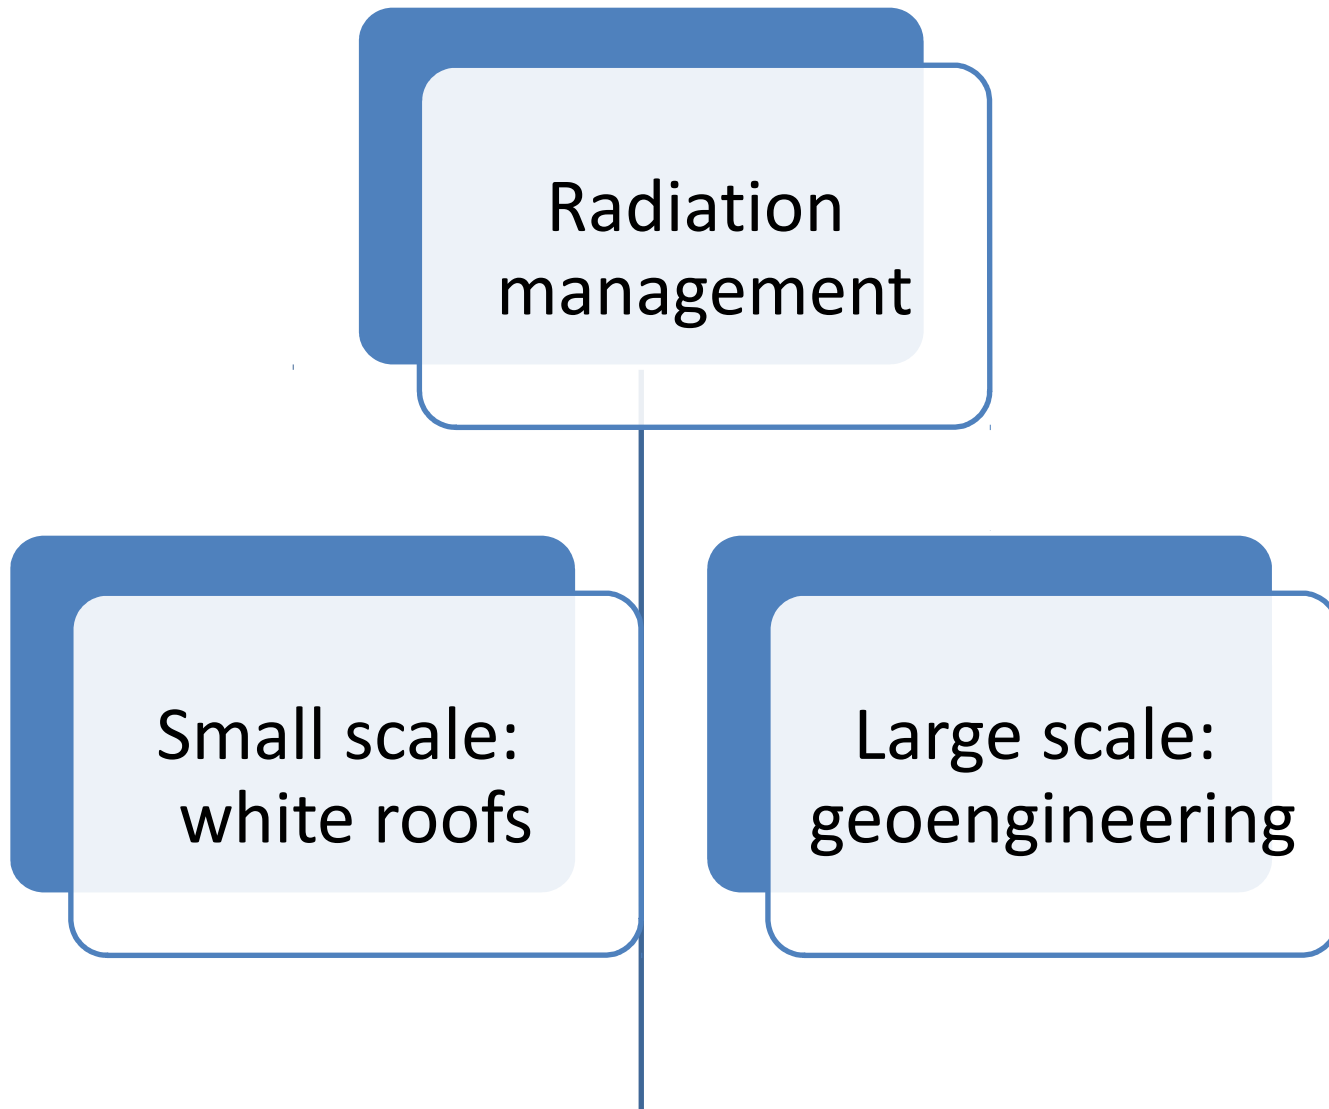 Radiation
management
Small scale:
white roofs
Large scale:
geoengineering